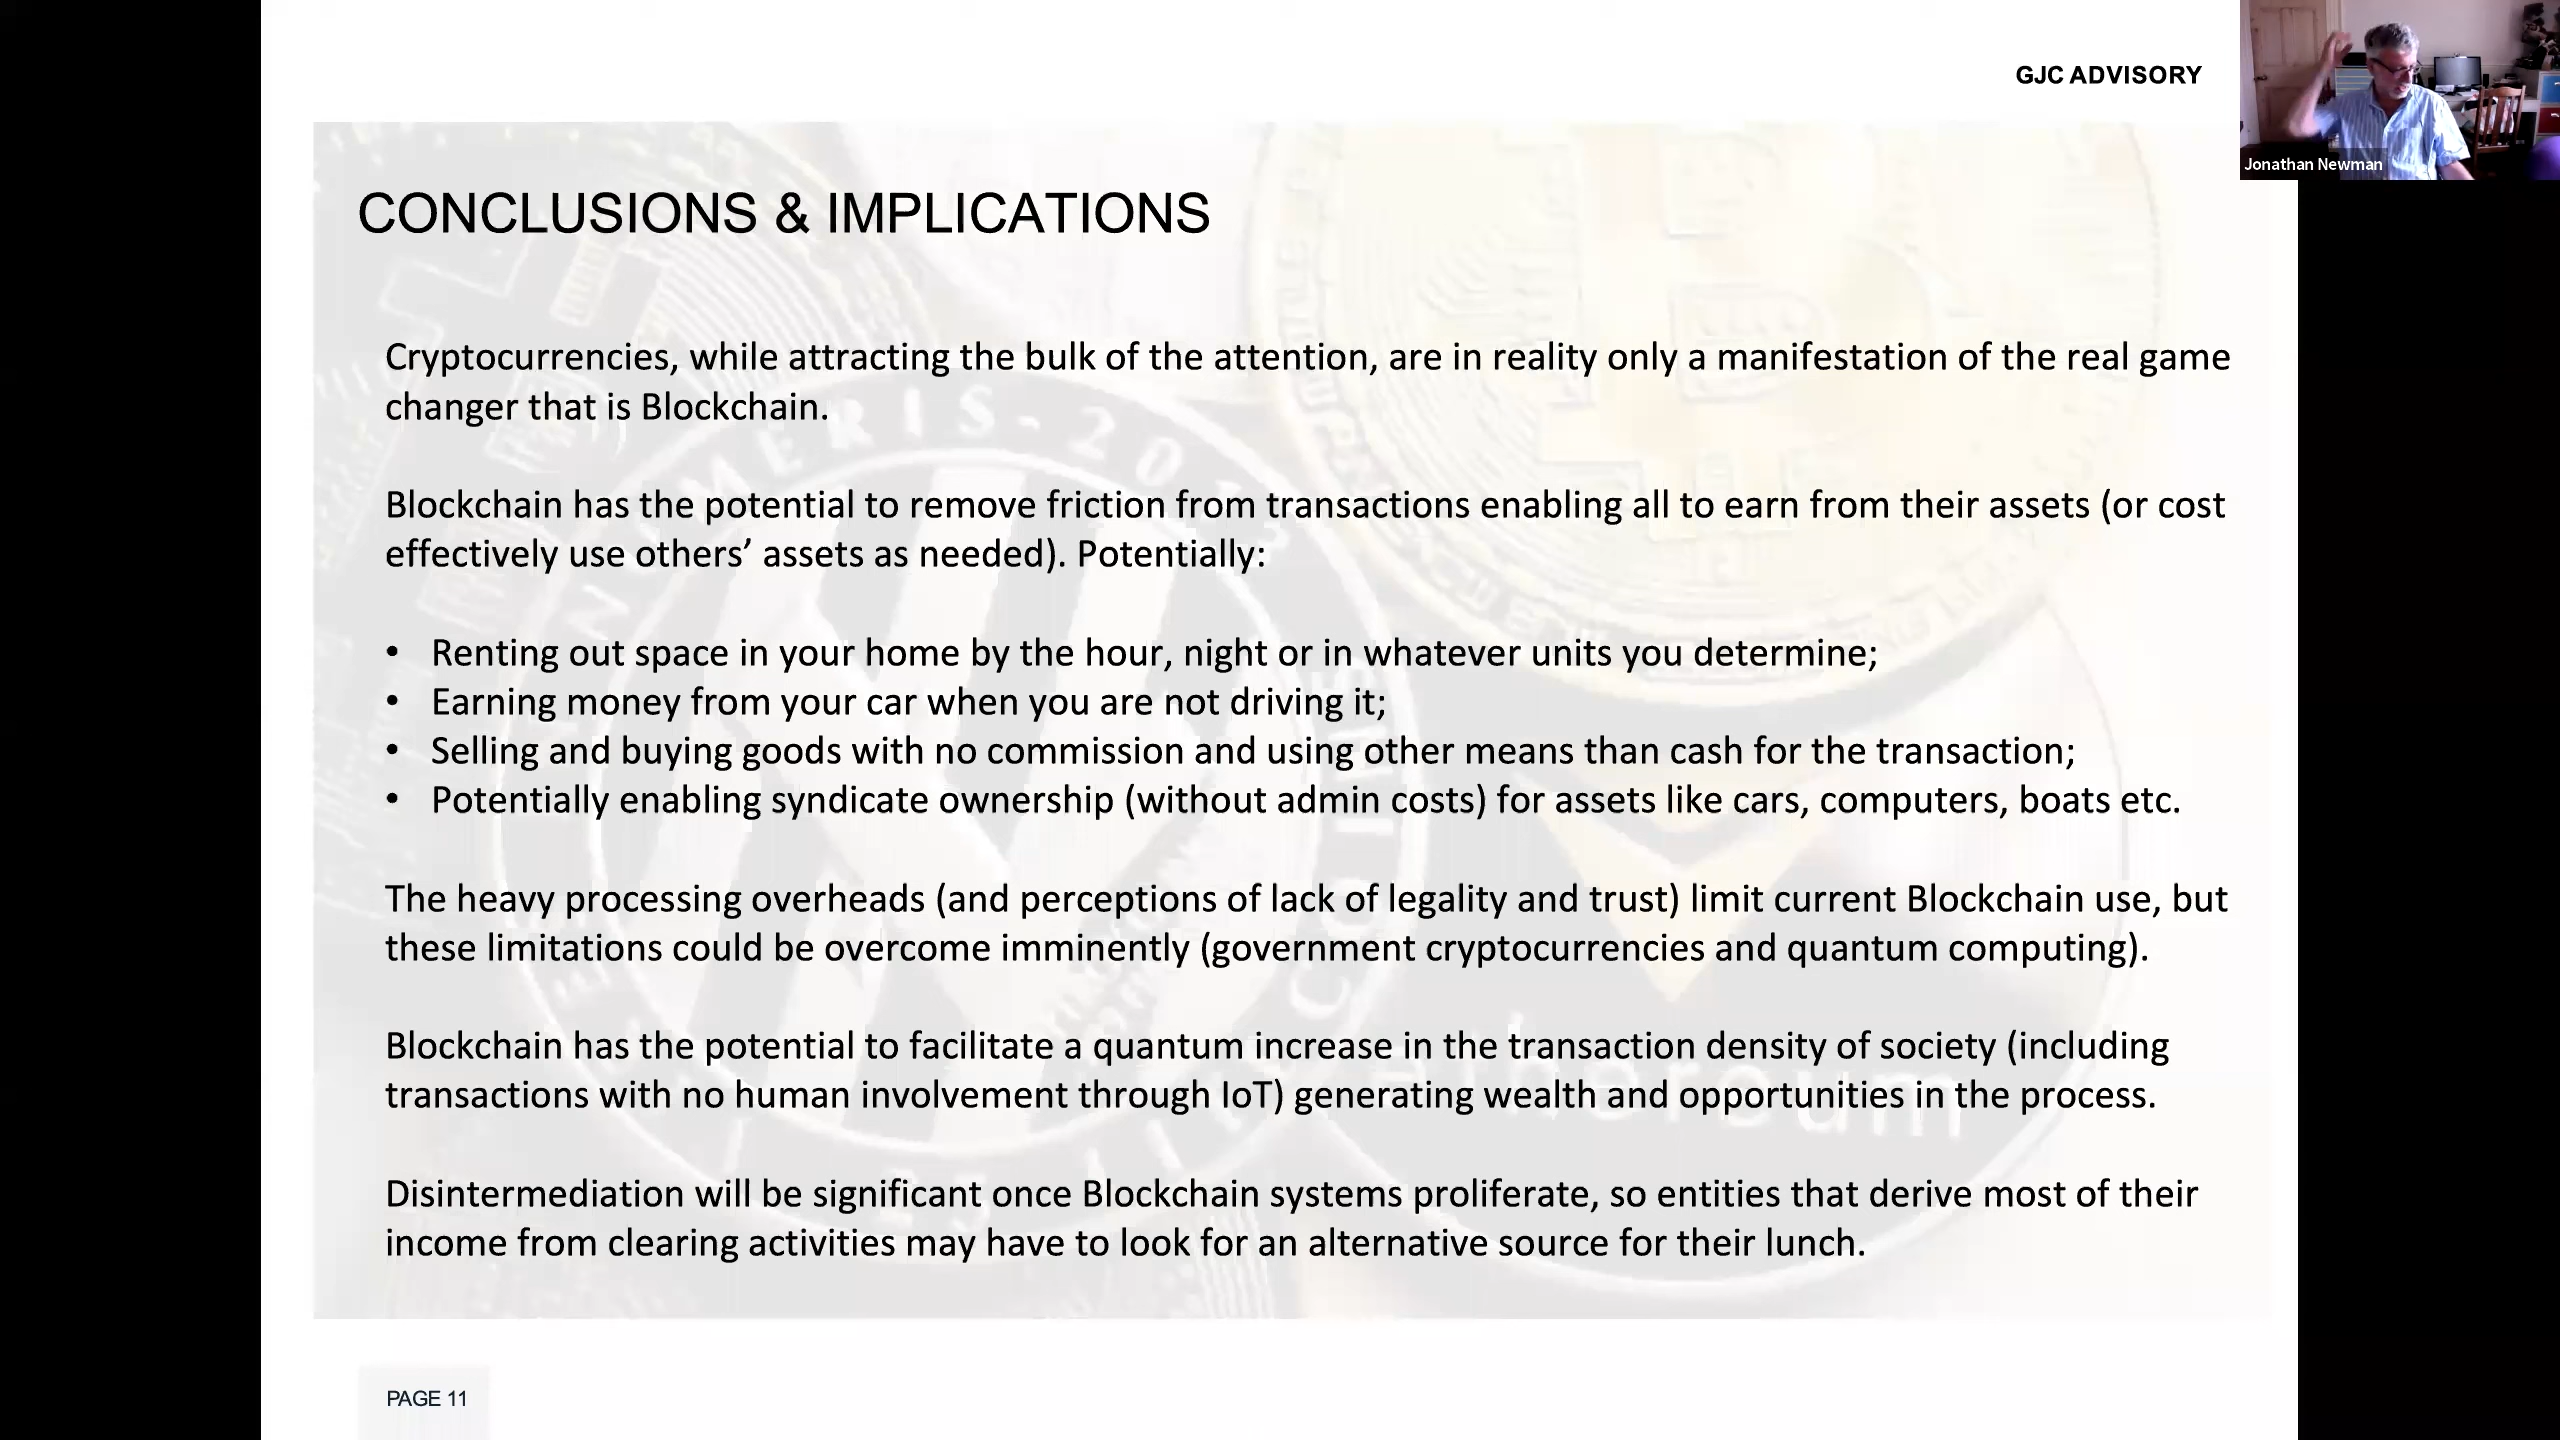 GJC ADVISORY
Jonathan Newman
CONCLUSIONS & IMPLICATIONS
Cryptocurrencies, while attracting the bulk of the attention, are in reality only a manifestation of the real game
changer that is Blockchain.
Blockchain has the potential to remove friction from transactions enabling all to earn from their assets (or cost
effectively use others’ assets as needed). Potentially:
• Renting out space in your home by the hour, night or in whatever units you determine;
• Earning money from your car when you are not driving it;
• Selling and buying goods with no commission and using other means than cash for the transaction;
• Potentially enabling syndicate ownership (without admin costs) for assets like cars, computers, boats etc.
The heavy processing overheads (and perceptions of lack of legality and trust) limit current Blockchain use, but
these limitations could be overcome imminently (government cryptocurrencies and quantum computing).
Blockchain has the potential to facilitate a quantum increase in the transaction density of society (including
transactions with no human involvement through IoT) generating wealth and opportunities in the process.
Disintermediation will be significant once Blockchain systems proliferate, so entities that derive most of their
income from clearing activities may have to look for an alternative source for their lunch.
PAGE 11